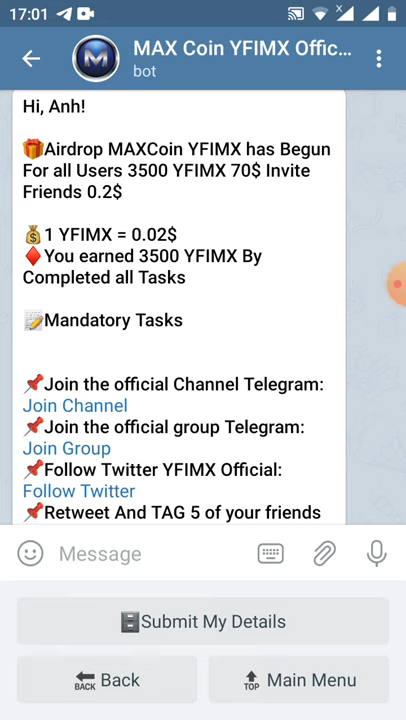 17:01
MAX Coin YFIMX Offic...
bot
Hi, Anh!
🎁Airdrop MAXCoin YFIMX has Begun
For all Users 3500 YFIMX 70$ Invite
Friends 0.2$
💰1 YFIMX = 0.02$
♦️You earned 3500 YFIMX By
Completed all Tasks
📝Mandatory Tasks
📌Join the official Channel Telegram:
Join Channel
📌Join the official group Telegram:
Join Group
📌Follow Twitter YFIMX Official:
Follow Twitter
📌Retweet And TAG 5 of your friends
Message
🗄️Submit My Details
🔙Back
🔝Main Menu